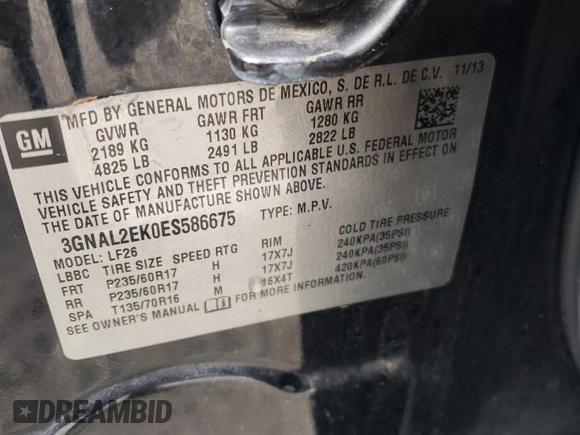 MFD BY GENERAL MOTORS DE MEXICO, S. DE R.L. DE C.V. 11/13
GM
GVWR GAWR FRT GAWR RR
2189 KG 1130 KG 1280 KG
4825 LB 2491 LB 2822 LB
THIS VEHICLE CONFORMS TO ALL APPLICABLE U.S. FEDERAL MOTOR
VEHICLE SAFETY AND THEFT PREVENTION STANDARDS IN EFFECT ON
THE DATE OF MANUFACTURE SHOWN ABOVE.
3GNAL2EK0ES586675 TYPE: M.P.V.
MODEL: LF26
LBBC TIRE SIZE SPEED RTG RIM COLD TIRE PRESSURE
FRT P235/60R17 H 17X7J 240KPA(35PSI)
RR P235/60R17 H 17X7J 240KPA(35PSI)
SPA T135/70R16 M 16X4T 420KPA(60PSI)
SEE OWNER'S MANUAL FOR MORE INFORMATION.
DREAMBID